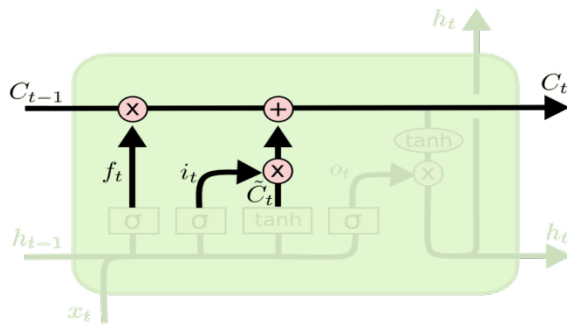 h_t
C_{t-1}
C_t
x
+
f_t
i_t
x
C̃_t
o_t
tanh
x
σ
σ
tanh
σ
h_{t-1}
h_t
x_t